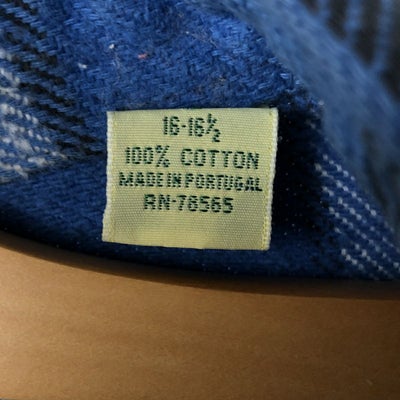 16-16½
100% COTTON
MADE IN PORTUGAL
RN-78565